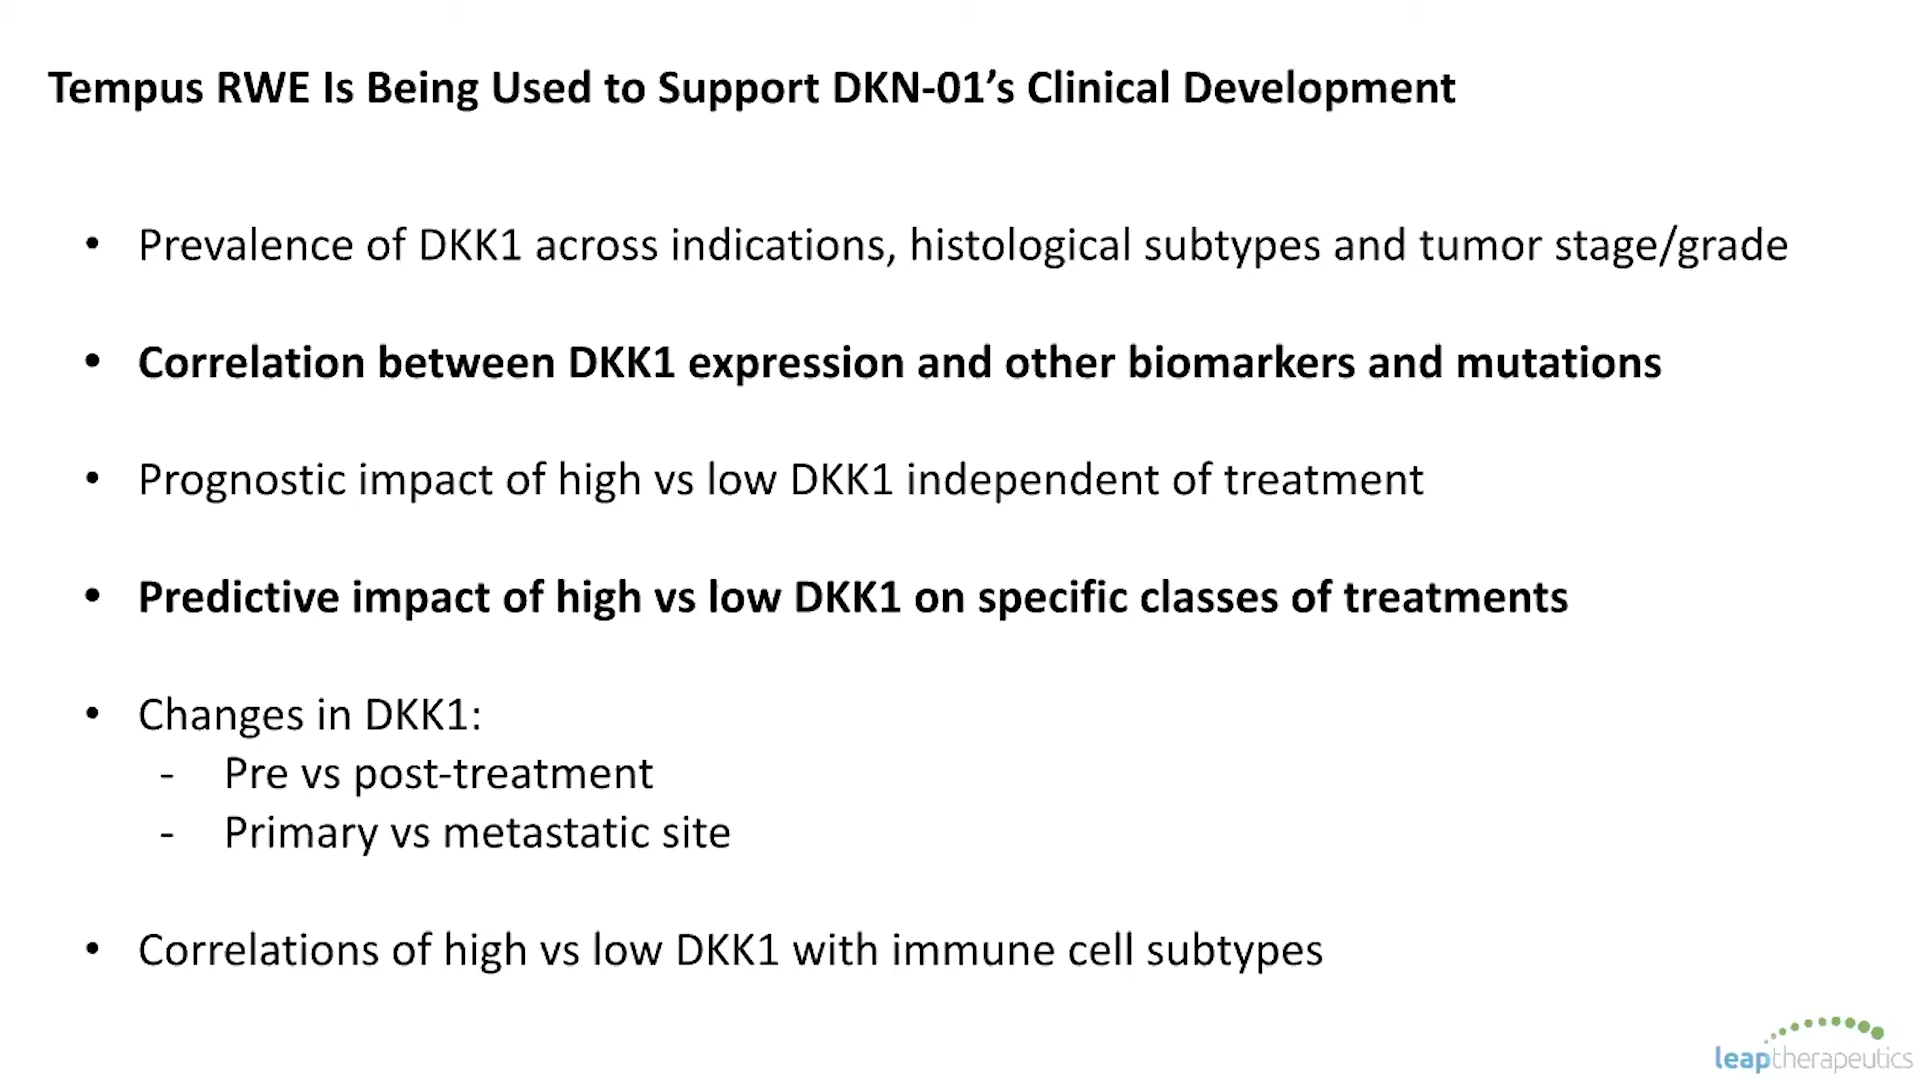 Tempus RWE Is Being Used to Support DKN-01’s Clinical Development
• Prevalence of DKK1 across indications, histological subtypes and tumor stage/grade
• Correlation between DKK1 expression and other biomarkers and mutations
• Prognostic impact of high vs low DKK1 independent of treatment
• Predictive impact of high vs low DKK1 on specific classes of treatments
• Changes in DKK1:
- Pre vs post-treatment
- Primary vs metastatic site
• Correlations of high vs low DKK1 with immune cell subtypes
leaptherapeutics